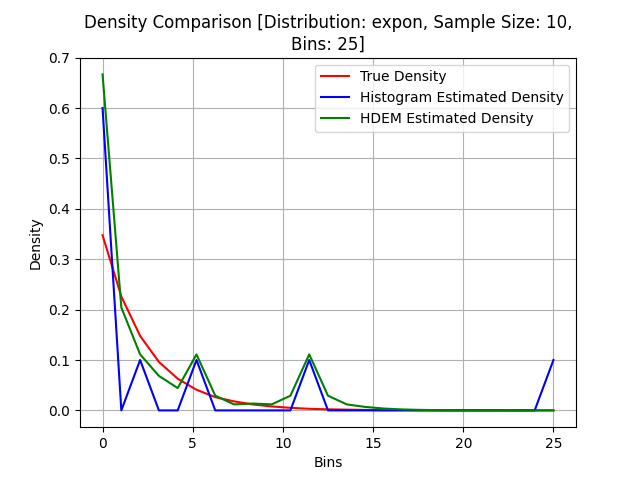 Density Comparison [Distribution: expon, Sample Size: 10,
Bins: 25]
True Density
Histogram Estimated Density
HDEM Estimated Density
Density
0.7
0.6
0.5
0.4
0.3
0.2
0.1
0.0
0 5 10 15 20 25
Bins